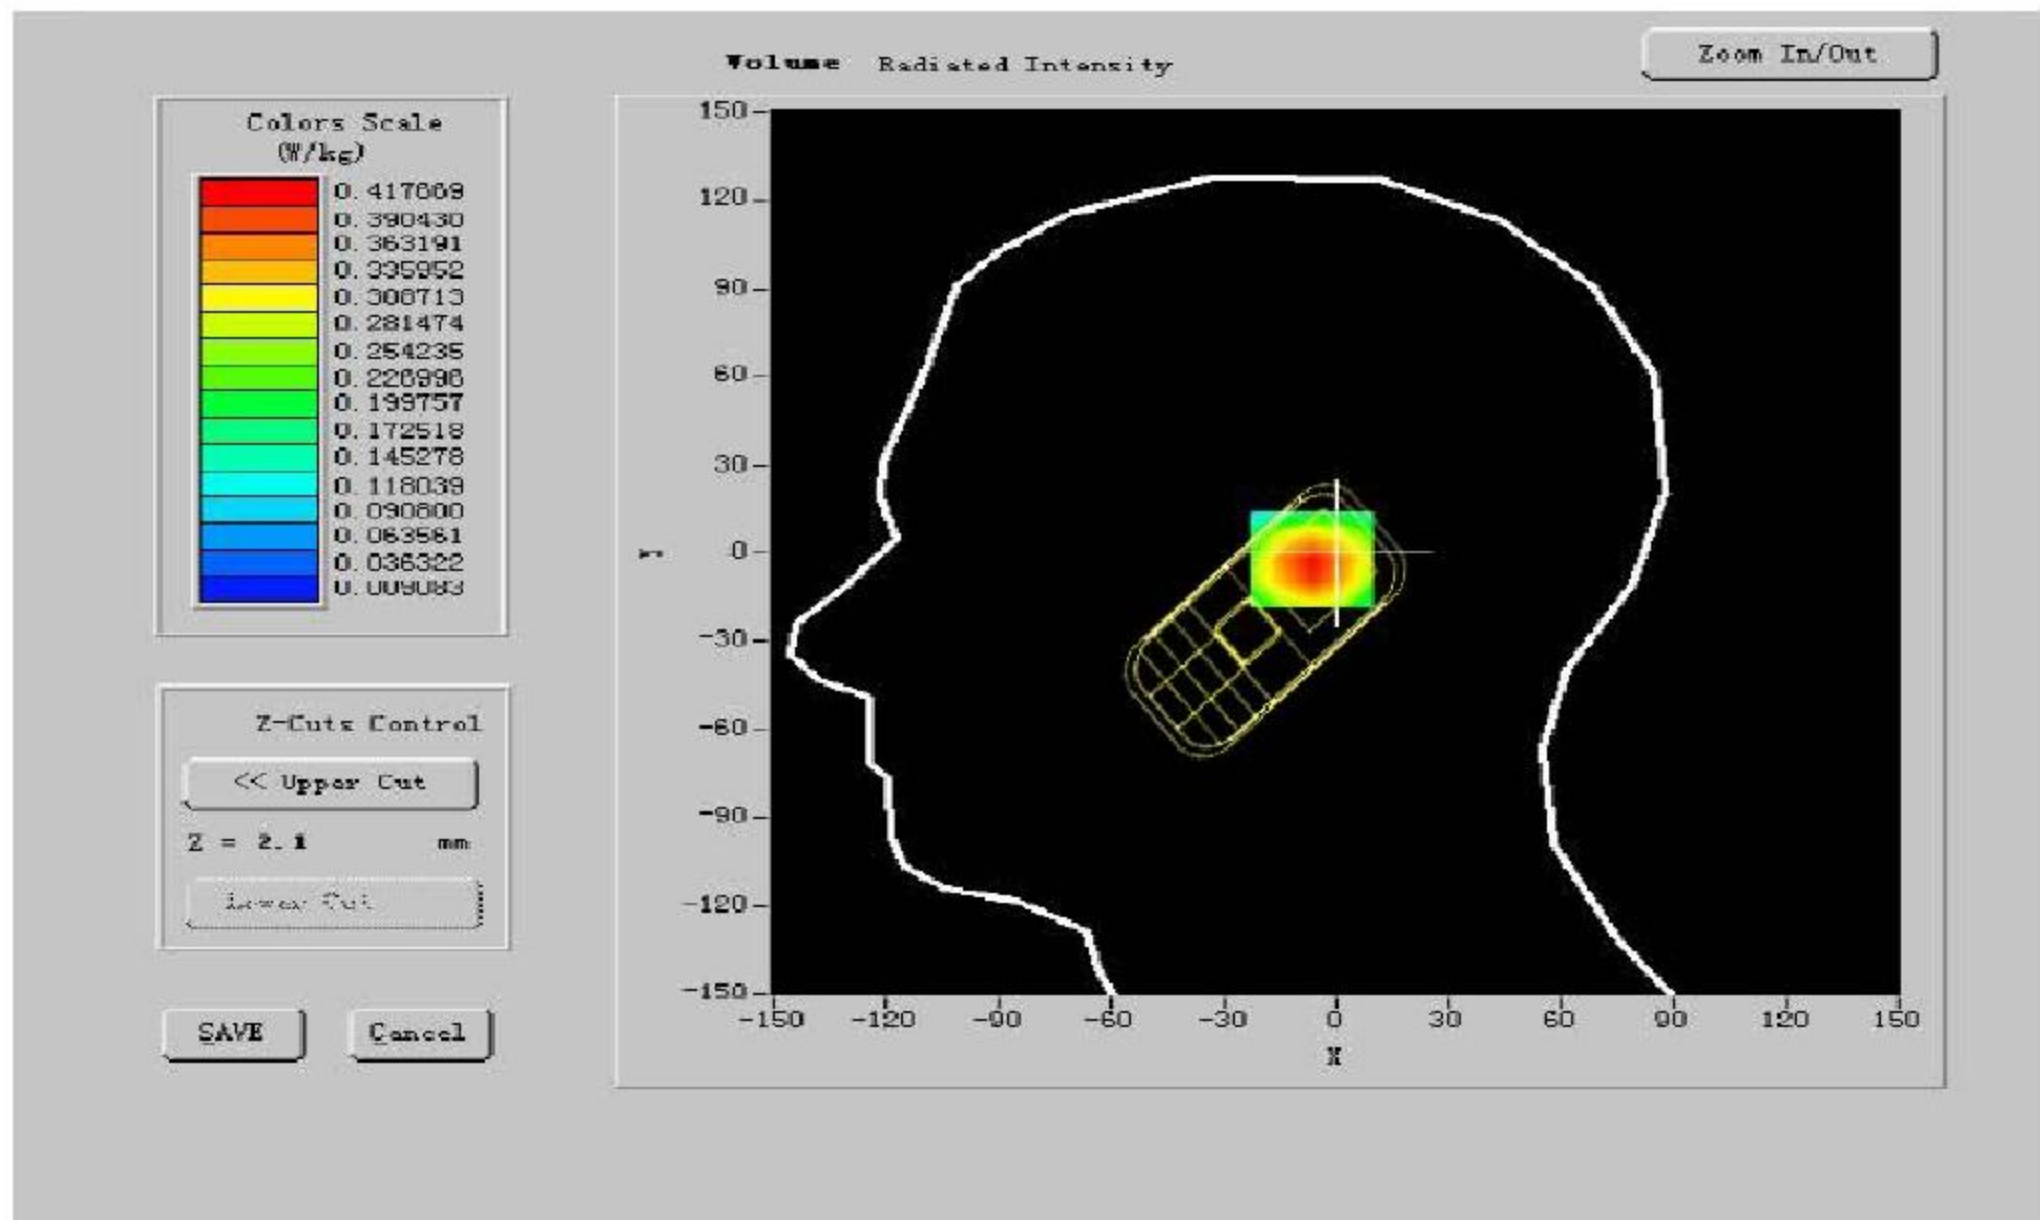 Volume Radiated Intensity
Zoom In/Out
Colors Scale
(W/kg)
0.417669
0.390430
0.363191
0.335952
0.308713
0.281474
0.254235
0.226996
0.199757
0.172518
0.145278
0.118039
0.090800
0.063561
0.036322
0.009083
Z-Cuts Control
<< Upper Cut
Z = 2.1 mm
Lower Cut
SAVE
Cancel
150
120
90
60
30
0
-30
-60
-90
-120
-150
Y
-150 -120 -90 -60 -30 0 30 60 90 120 150
X